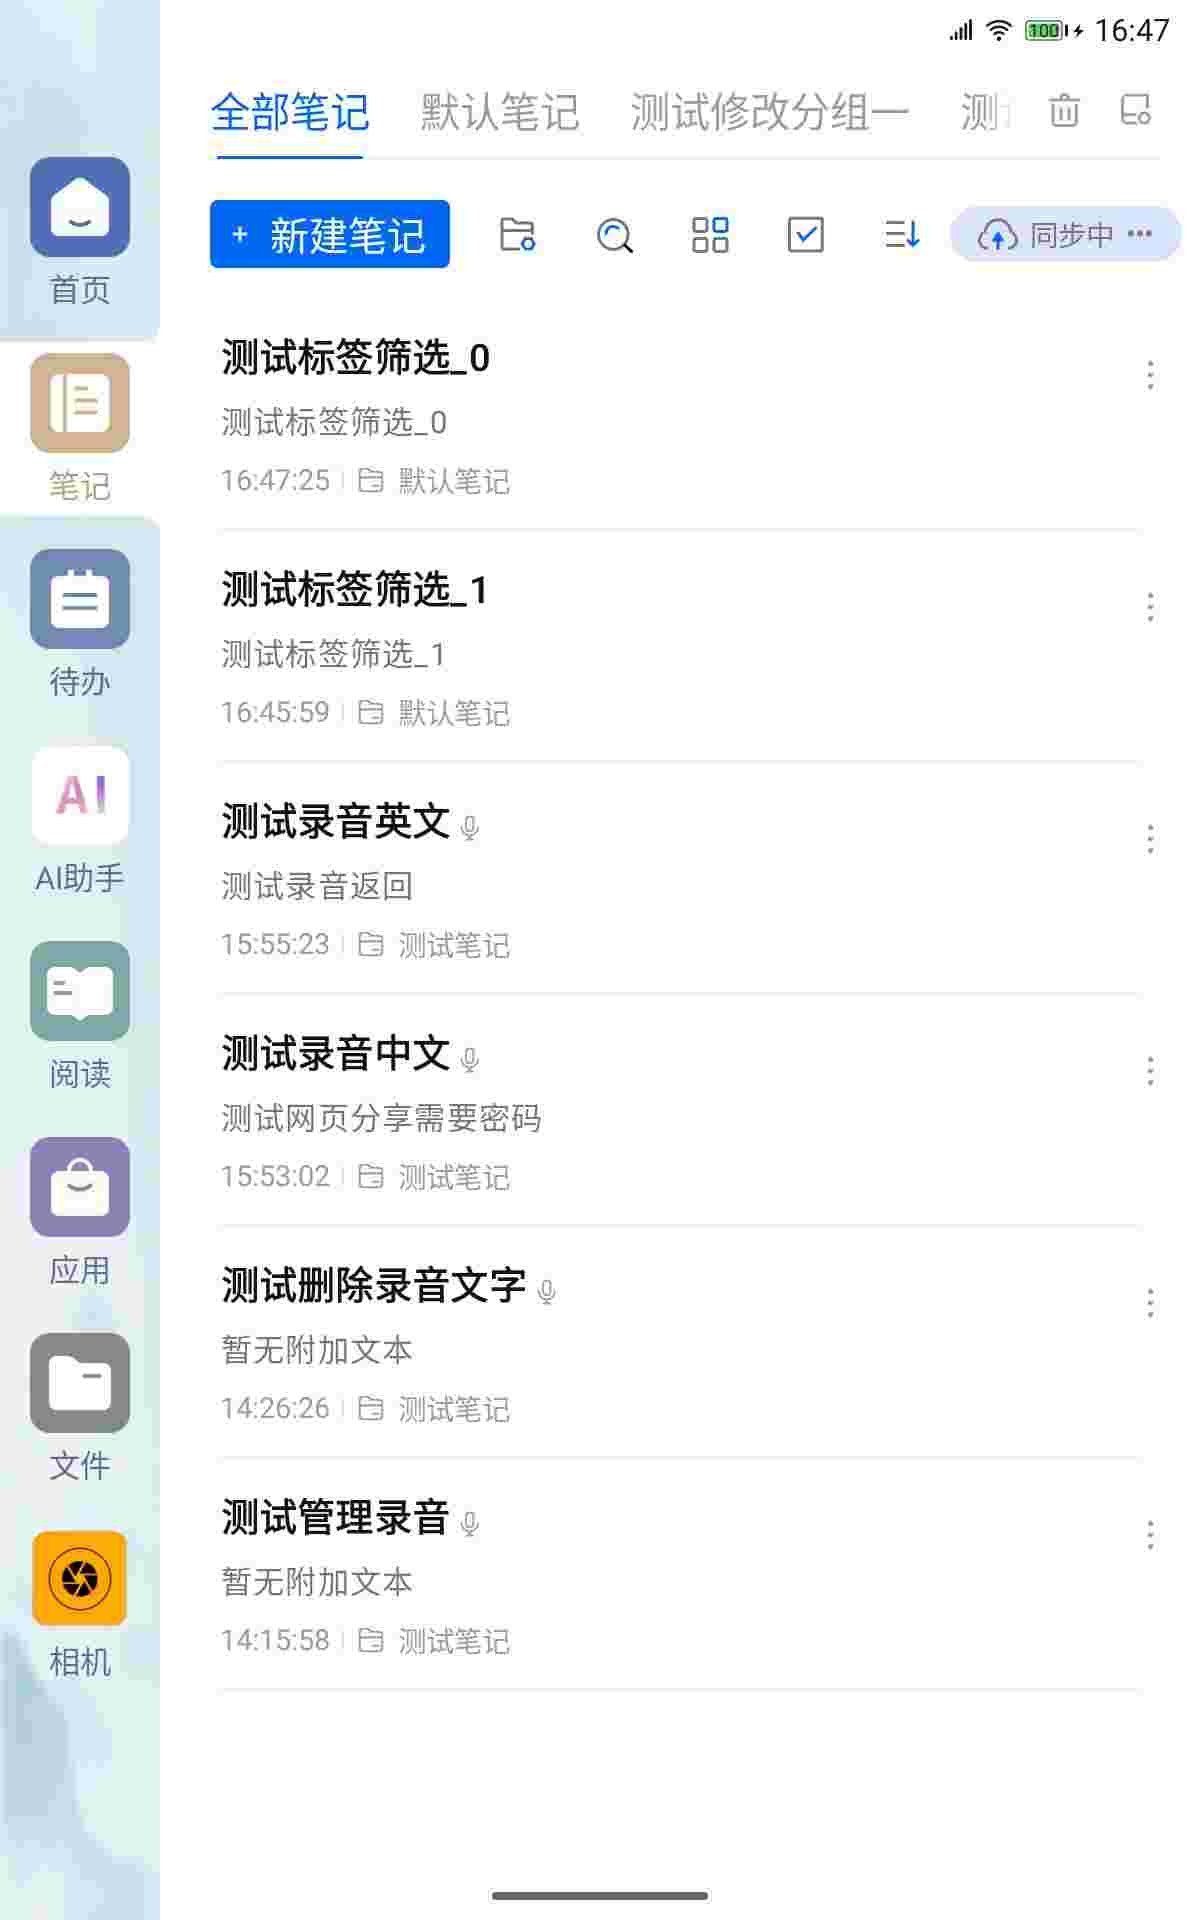 100 16:47
全部笔记 默认笔记 测试修改分组一 测
+ 新建笔记 同步中 •••
首页
笔记
待办
AI
AI助手
阅读
应用
文件
相机
测试标签筛选_0
测试标签筛选_0
16:47:25 默认笔记
测试标签筛选_1
测试标签筛选_1
16:45:59 默认笔记
测试录音英文
测试录音返回
15:55:23 测试笔记
测试录音中文
测试网页分享需要密码
15:53:02 测试笔记
测试删除录音文字
暂无附加文本
14:26:26 测试笔记
测试管理录音
暂无附加文本
14:15:58 测试笔记